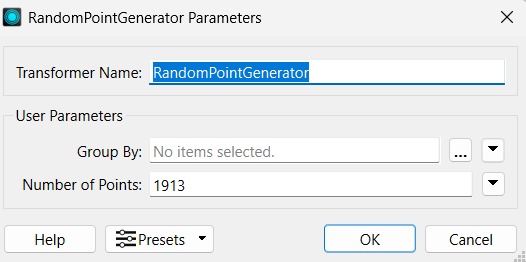 RandomPointGenerator Parameters
Transformer Name: RandomPointGenerator
User Parameters
Group By: No items selected. ...
Number of Points: 1913
Help Presets OK Cancel